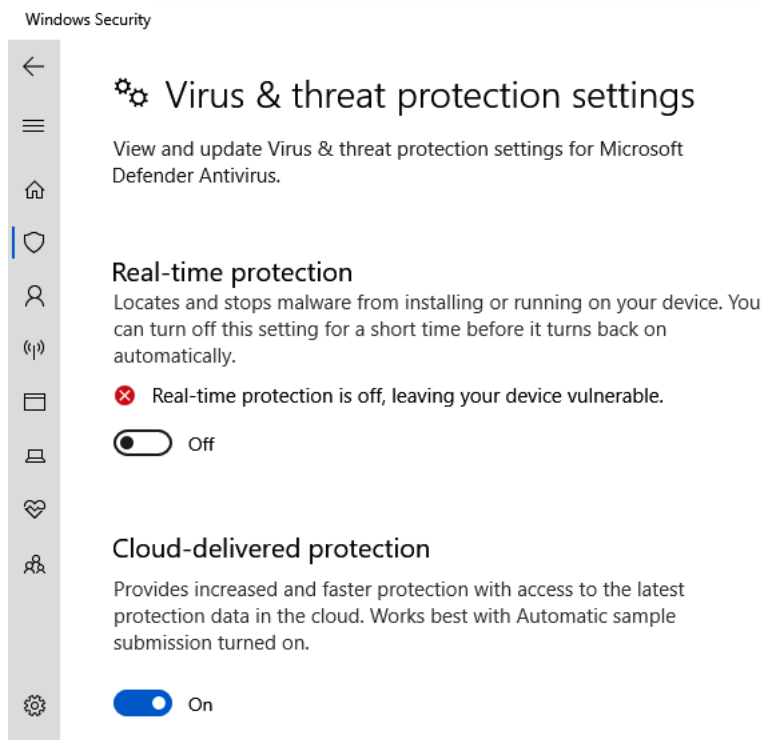 Windows Security
Virus & threat protection settings
View and update Virus & threat protection settings for Microsoft
Defender Antivirus.
Real-time protection
Locates and stops malware from installing or running on your device. You
can turn off this setting for a short time before it turns back on
automatically.
Real-time protection is off, leaving your device vulnerable.
Off
Cloud-delivered protection
Provides increased and faster protection with access to the latest
protection data in the cloud. Works best with Automatic sample
submission turned on.
On